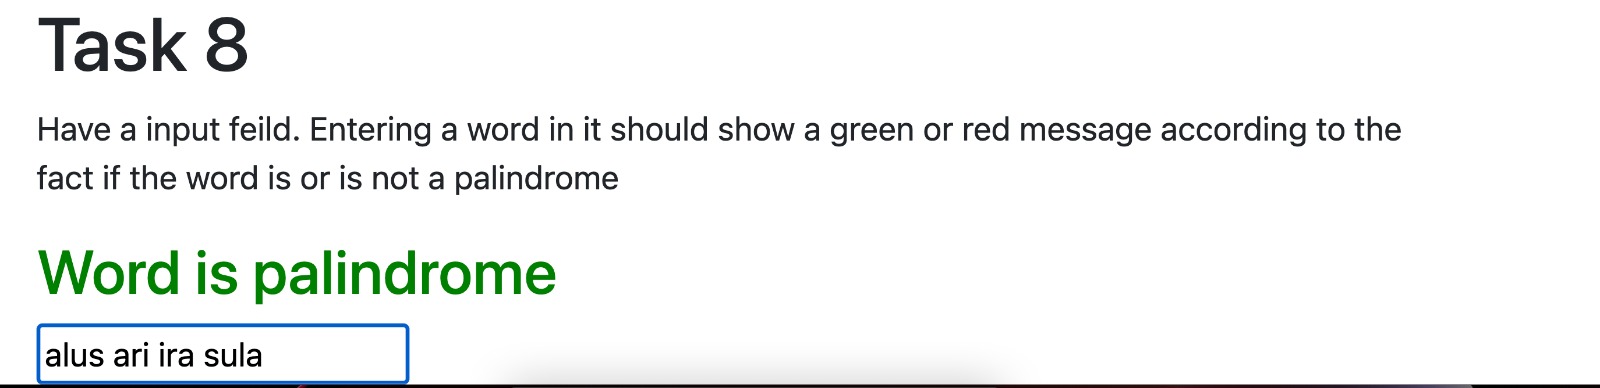 Task 8
Have a input feild. Entering a word in it should show a green or red message according to the
fact if the word is or is not a palindrome
Word is palindrome
alus ari ira sula